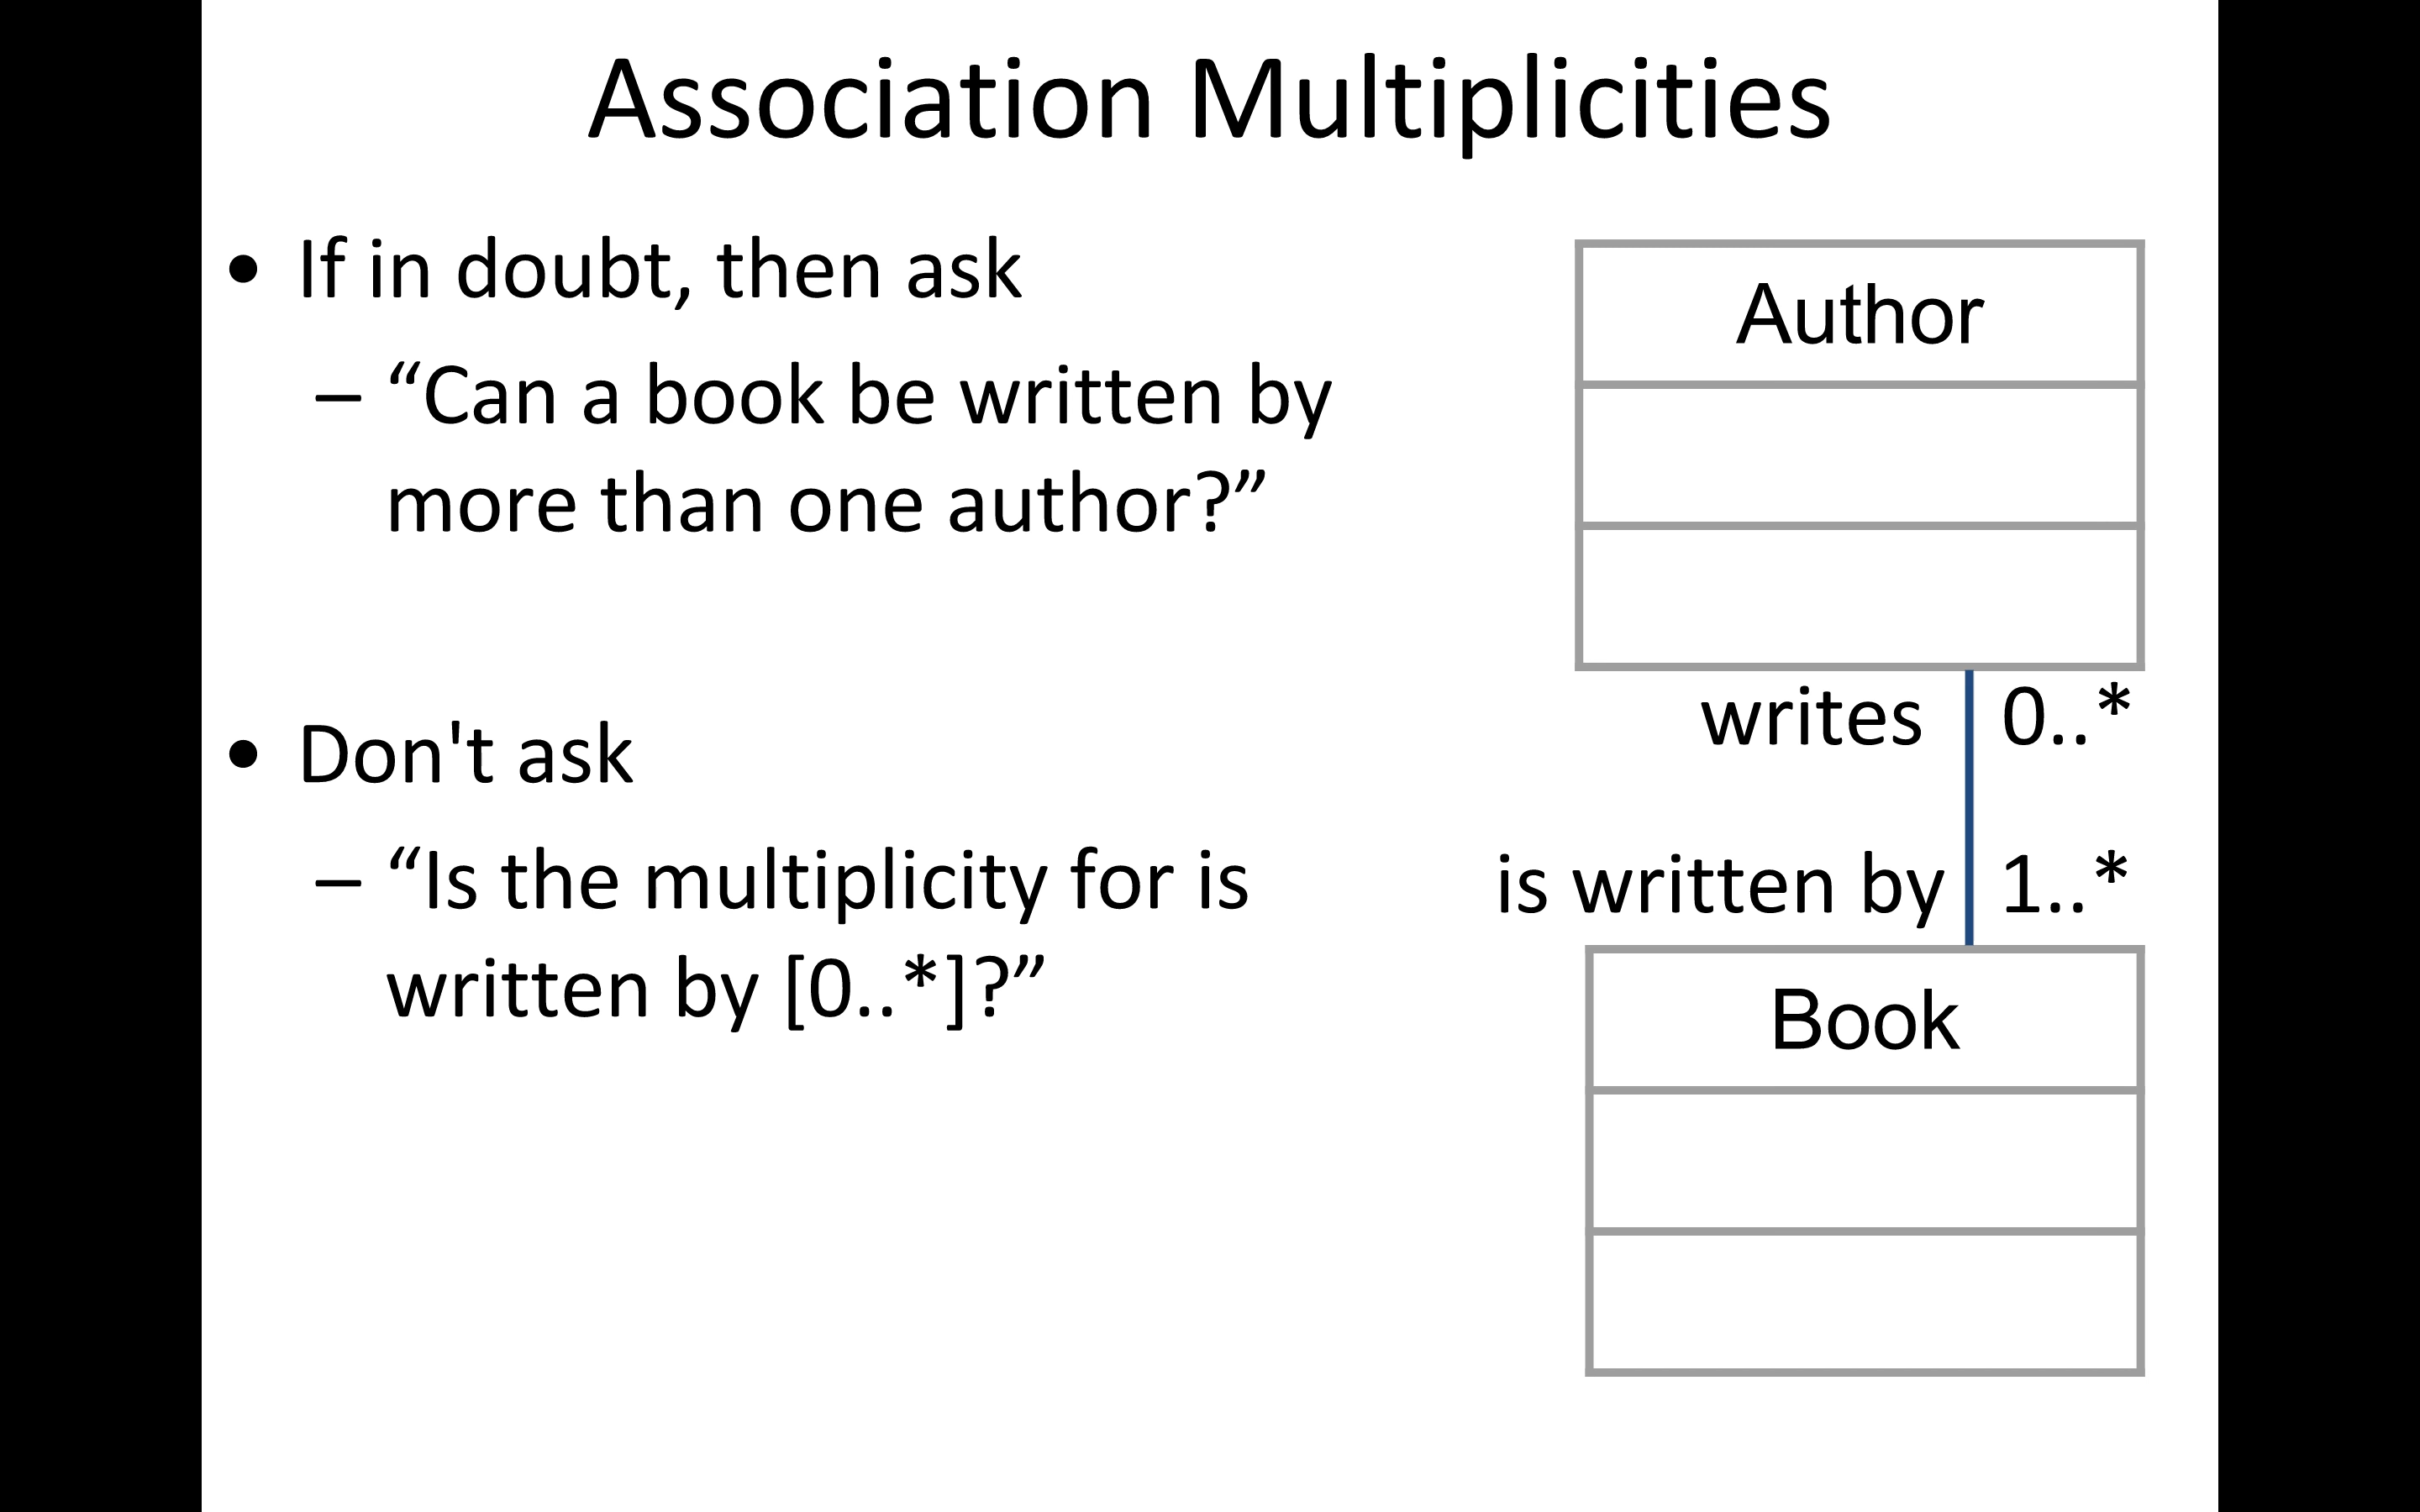 Association Multiplicities
• If in doubt, then ask
– “Can a book be written by
more than one author?”
• Don't ask
– “Is the multiplicity for is
written by [0..*]?”
Author
writes 0..*
is written by 1..*
Book